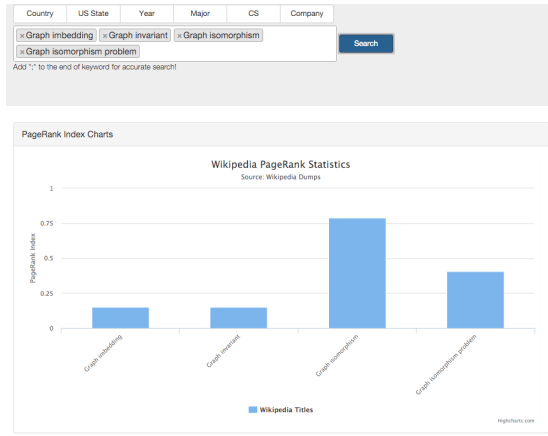 Country US State Year Major CS Company
×Graph imbedding ×Graph invariant ×Graph isomorphism
×Graph isomorphism problem
Search
Add ";" to the end of keyword for accurate search!
PageRank Index Charts
Wikipedia PageRank Statistics
Source: Wikipedia Dumps
PageRank Index
1
0.75
0.5
0.25
0
Graph imbedding
Graph invariant
Graph isomorphism
Graph isomorphism problem
Wikipedia Titles
Highcharts.com